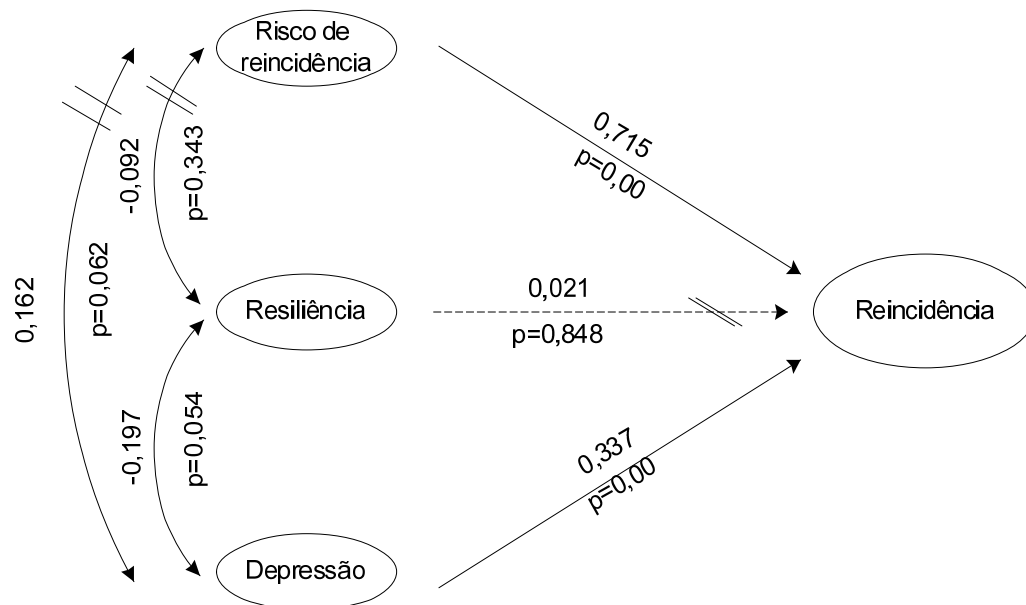 Risco de
reincidência
0,715
p=0,00
-0,092
p=0,343
0,162
p=0,062
Resiliência
0,021
p=0,848
Reincidência
-0,197
p=0,054
0,337
p=0,00
Depressão